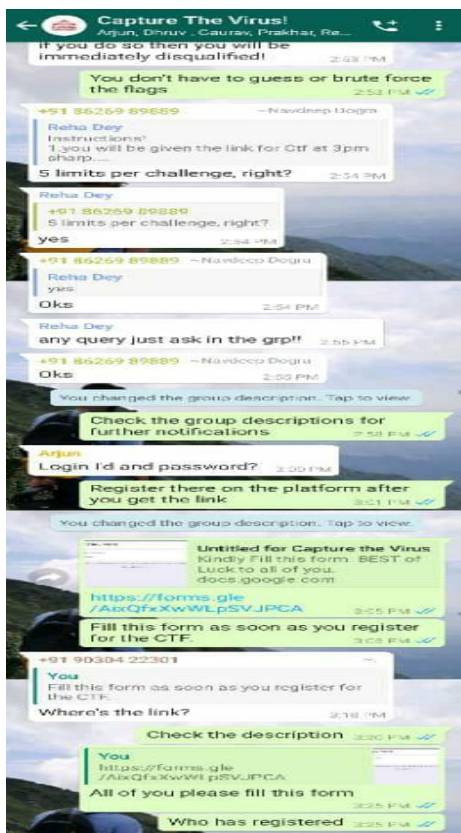 Capture The Virus!
Arjun, Dhruv , Gaurav, Prakhar, Re...
if you do so then you will be
immediately disqualified!
2:53 PM
You don't have to guess or brute force
the flags
2:53 PM
+91 86269 89889 ~Navdeep Dogra
Reha Dey
Instructions!
1.you will be given the link for Ctf at 3pm
sharp....
5 limits per challenge, right?
2:54 PM
Reha Dey
+91 86269 89889
5 limits per challenge, right?
yes
2:54 PM
+91 86269 89889 ~Navdeep Dogra
Reha Dey
yes
Oks
2:54 PM
Reha Dey
any query just ask in the grp!!
2:55 PM
+91 86269 89889 ~Navdeep Dogra
Oks
2:55 PM
You changed the group description. Tap to view.
Check the group descriptions for
further notifications
2:58 PM
Arjun
Login I'd and password?
3:00 PM
Register there on the platform after
you get the link
3:01 PM
You changed the group description. Tap to view.
Untitled for Capture the Virus
Kindly Fill this form. BEST of
Luck to all of you.
docs.google.com
https://forms.gle
/AixQfxXwWLpSVJPCA
3:05 PM
Fill this form as soon as you register
for the CTF.
3:05 PM
+91 90304 22301
You
Fill this form as soon as you register for
the CTF.
Where's the link?
3:18 PM
Check the description
3:20 PM
You
https://forms.gle
/AixQfxXwWLpSVJPCA
All of you please fill this form
3:25 PM
Who has registered
3:25 PM